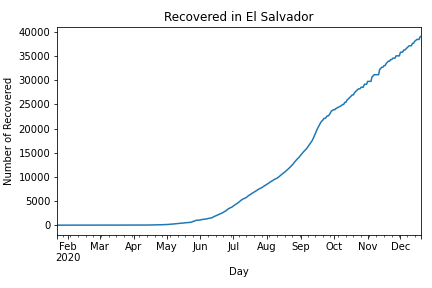 Recovered in El Salvador
Number of Recovered
40000
35000
30000
25000
20000
15000
10000
5000
0
Feb Mar Apr May Jun Jul Aug Sep Oct Nov Dec
2020
Day